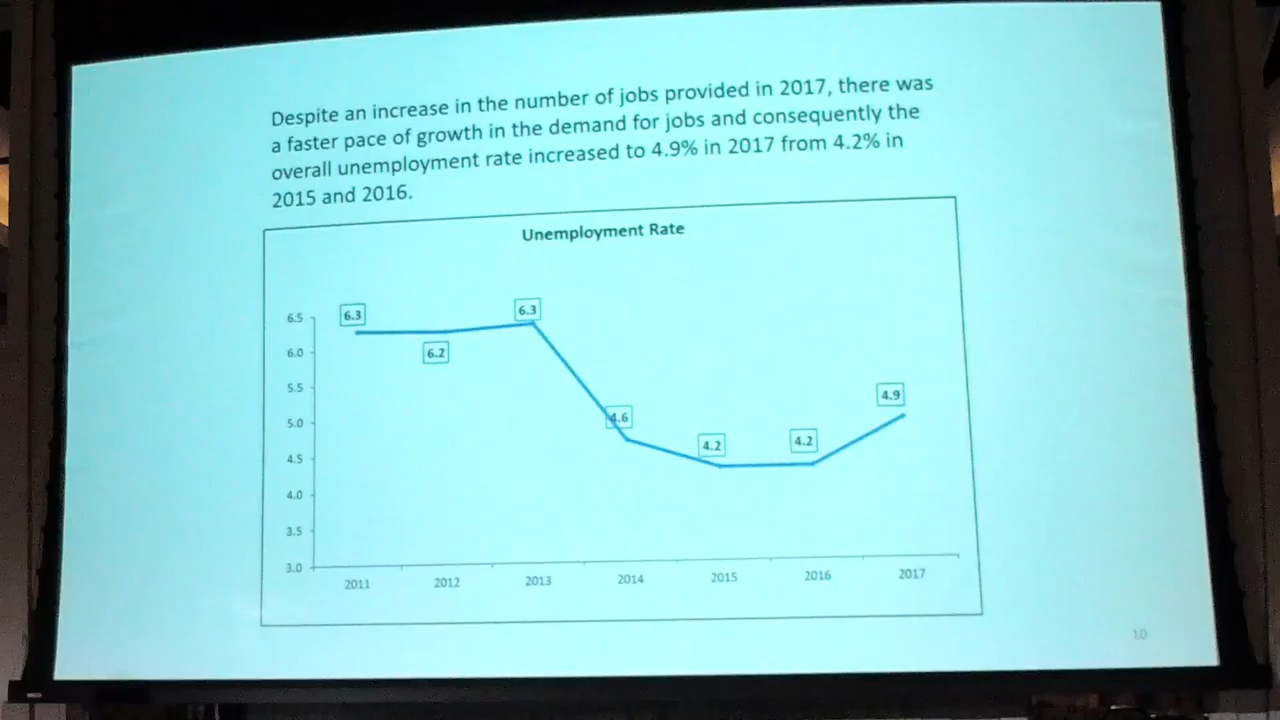 Despite an increase in the number of jobs provided in 2017, there was
a faster pace of growth in the demand for jobs and consequently the
overall unemployment rate increased to 4.9% in 2017 from 4.2% in
2015 and 2016.
Unemployment Rate
6.5
6.0
5.5
5.0
4.5
4.0
3.5
3.0
6.3
6.2
6.3
4.6
4.2
4.2
4.9
2011 2012 2013 2014 2015 2016 2017
10